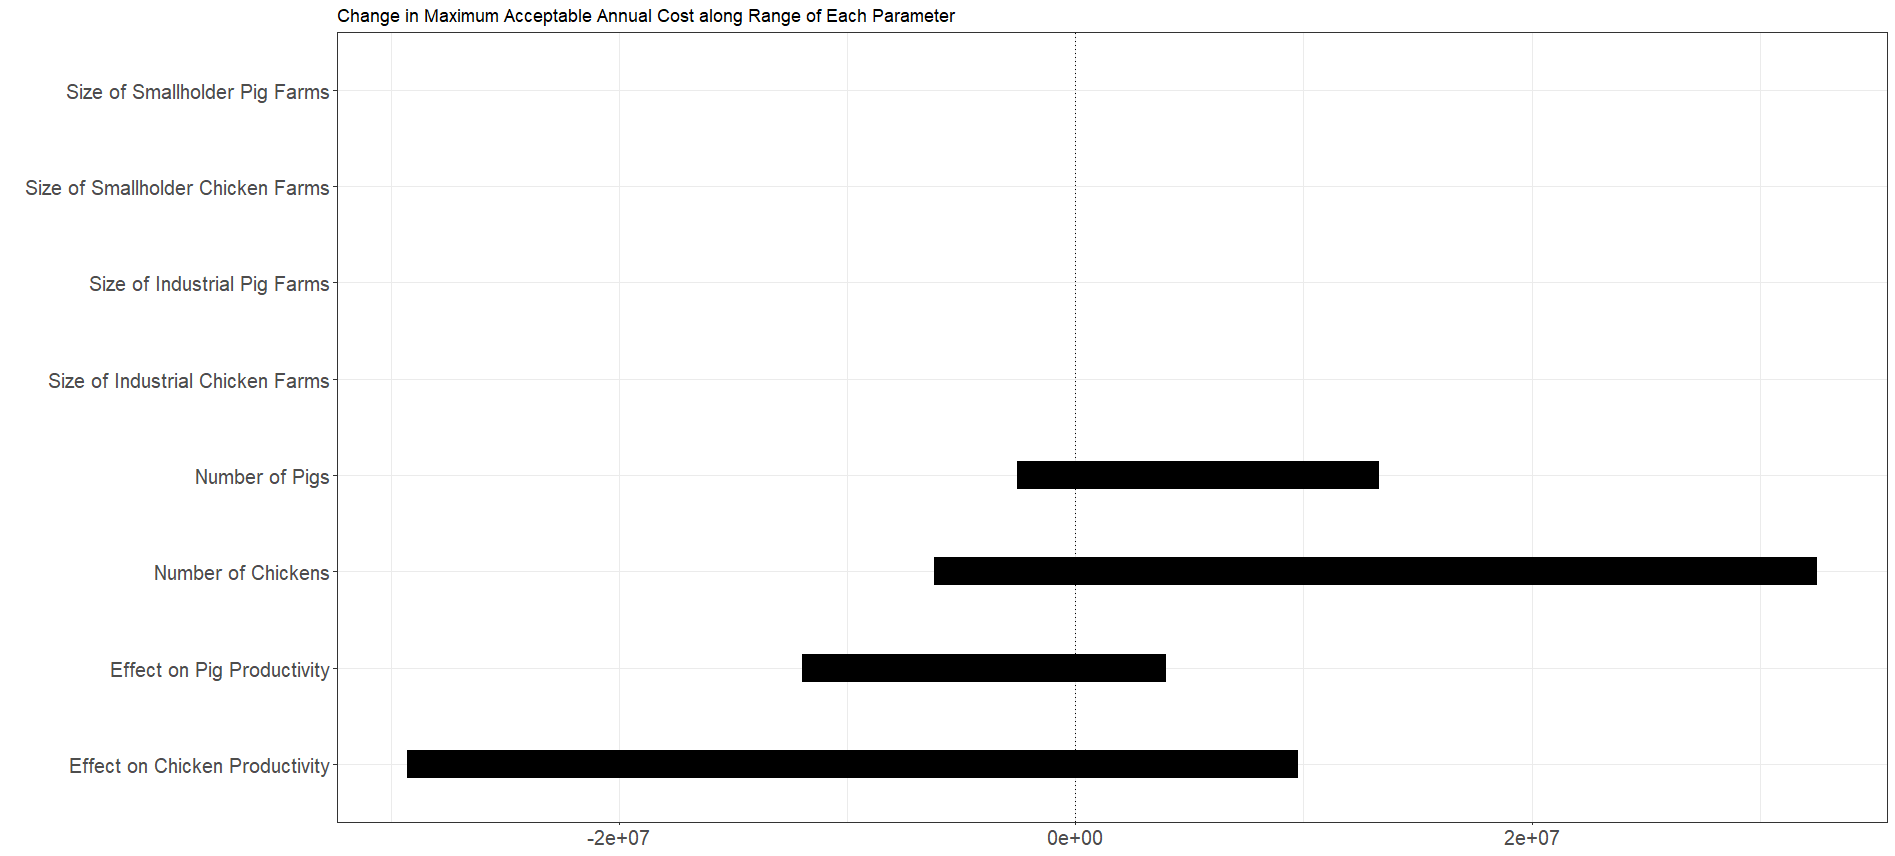 Change in Maximum Acceptable Annual Cost along Range of Each Parameter
Size of Smallholder Pig Farms
Size of Smallholder Chicken Farms
Size of Industrial Pig Farms
Size of Industrial Chicken Farms
Number of Pigs
Number of Chickens
Effect on Pig Productivity
Effect on Chicken Productivity
-2e+07 0e+00 2e+07